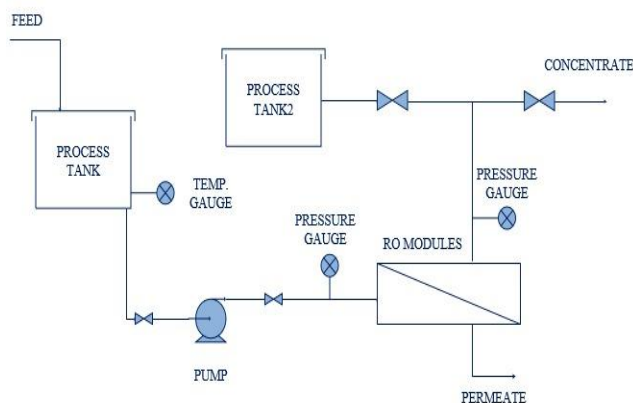 FEED
PROCESS
TANK
TEMP.
GAUGE
PROCESS
TANK2
CONCENTRATE
PRESSURE
GAUGE
PRESSURE
GAUGE
RO MODULES
PUMP
PERMEATE